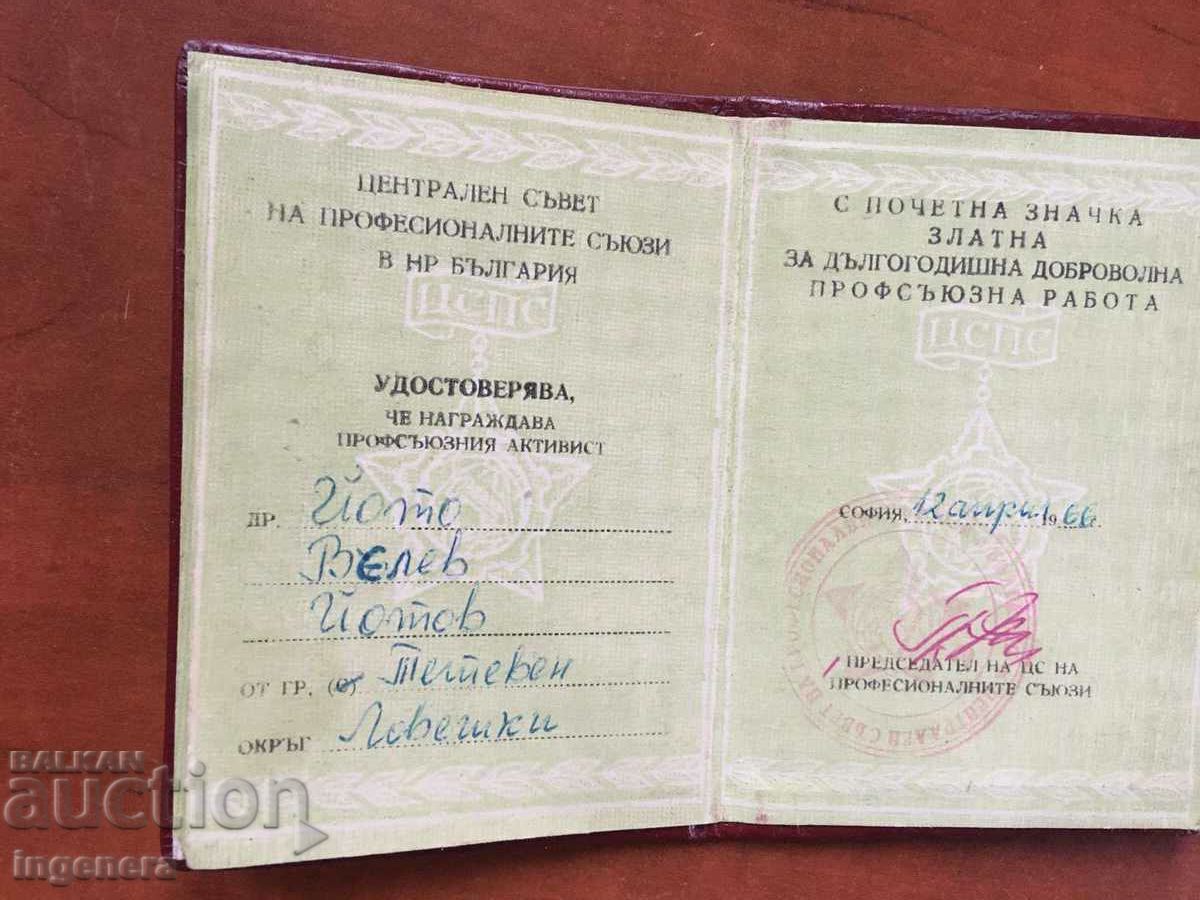 ЦЕНТРАЛЕН СЪВЕТ
НА ПРОФЕСИОНАЛНИТЕ СЪЮЗИ
В НР БЪЛГАРИЯ
ЦСПС
УДОСТОВЕРЯВА,
ЧЕ НАГРАЖДАВА
ПРОФСЪЮЗНИЯ АКТИВИСТ
ДР. Йото
Велев
Йотов
ОТ ГР. (с) Тетевен
ОКРЪГ Ловешки
С ПОЧЕТНА ЗНАЧКА
ЗЛАТНА
ЗА ДЪЛГОГОДИШНА ДОБРОВОЛНА
ПРОФСЪЮЗНА РАБОТА
ЦСПС
СОФИЯ, 12 април 1966 г.
ПРЕДСЕДАТЕЛ НА ЦС НА
ПРОФЕСИОНАЛНИТЕ СЪЮЗИ
BALKAN
auction
ingenera